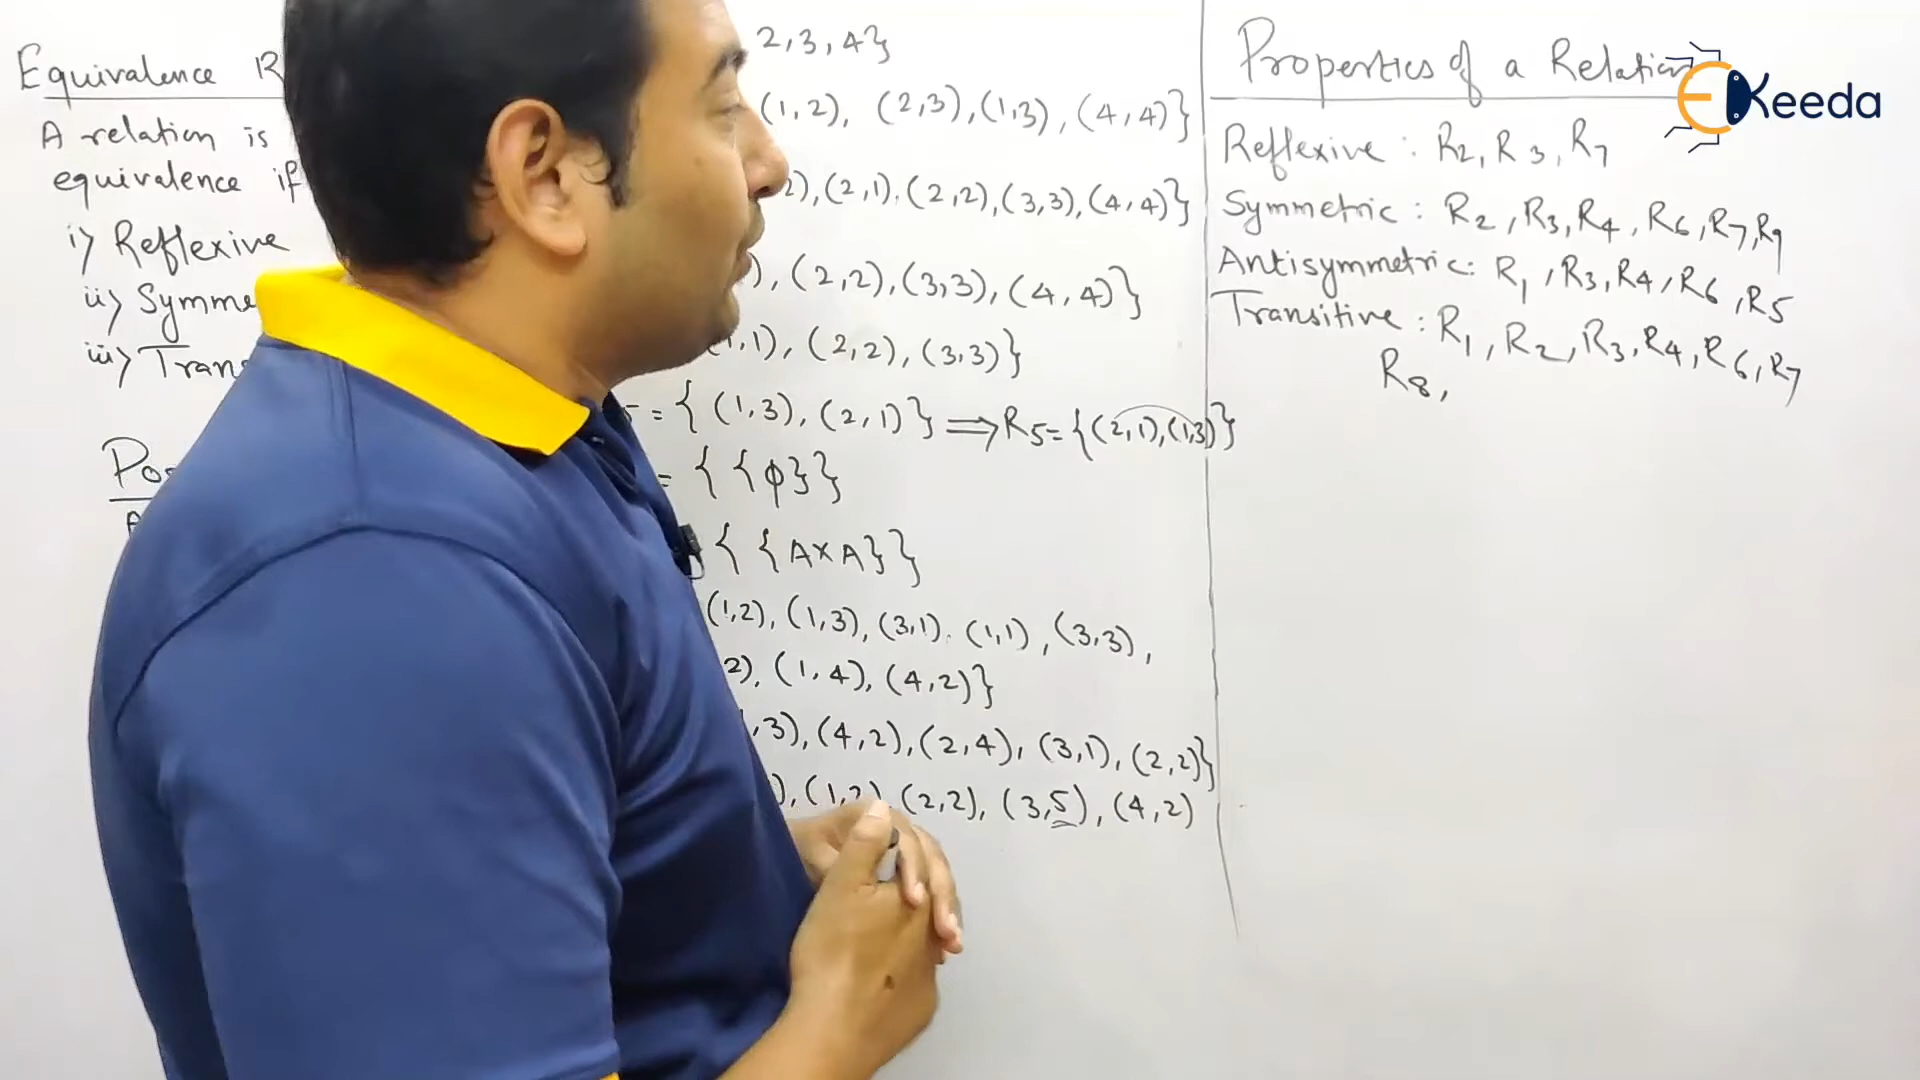 Equivalence R
A relation is
equivalence if
i) Reflexive
ii) Symme
iii) Trans
Pos
2, 3, 4}
(1,2), (2,3), (1,3), (4,4)}
2), (2,1), (2,2), (3,3), (4,4)}
), (2,2), (3,3), (4,4)}
1,1), (2,2), (3,3)}
= { (1,3), (2,1)} ⟹ R5 = {(2,1), (1,3)}
= { {ϕ}}
{ {A×A}}
(1,2), (1,3), (3,1), (1,1), (3,3),
2), (1,4), (4,2)}
,3), (4,2), (2,4), (3,1), (2,2)}
), (1,2), (2,2), (3,5), (4,2)
Properties of a Relation
Keeda
Reflexive : R2, R3, R7
Symmetric : R2, R3, R4, R6, R7, R9
Antisymmetric : R1, R3, R4, R6, R5
Transitive : R1, R2, R3, R4, R6, R7
R8,